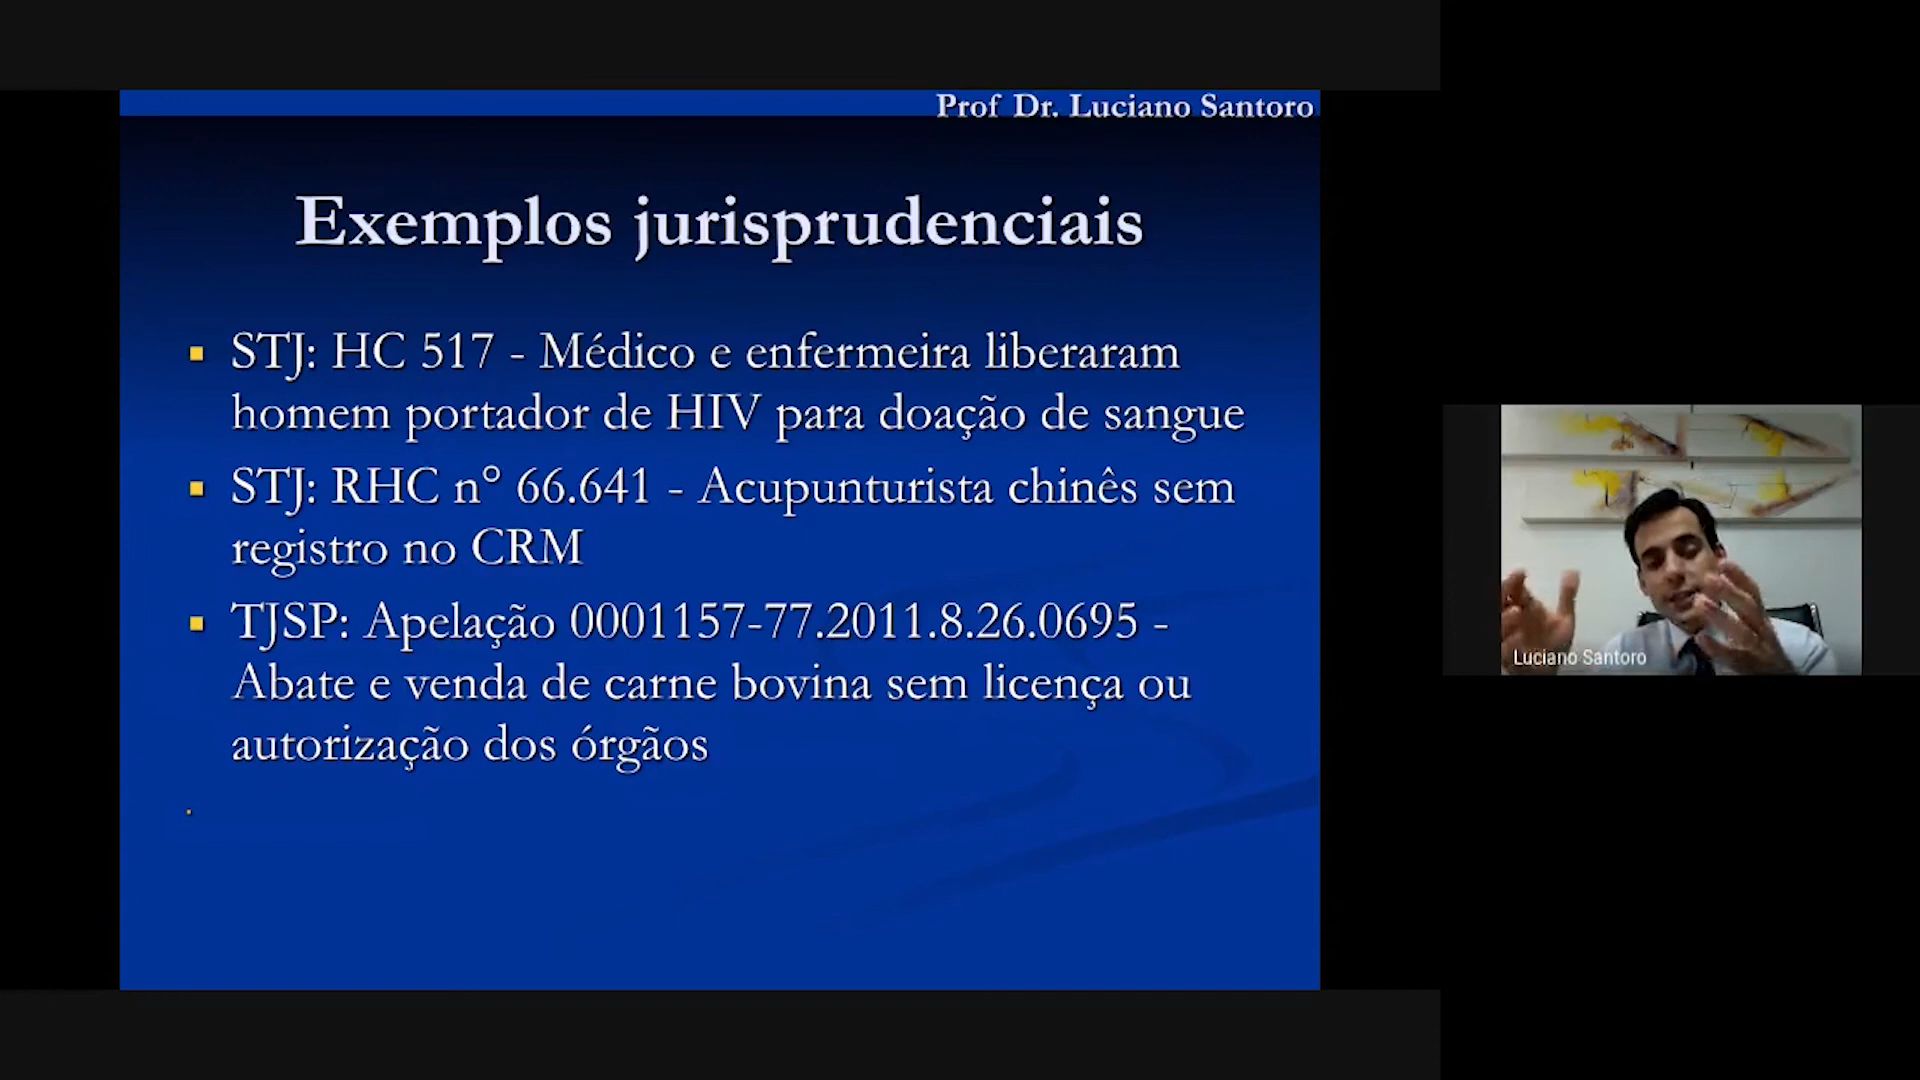 Prof Dr. Luciano Santoro
Exemplos jurisprudenciais
STJ: HC 517 - Médico e enfermeira liberaram
homem portador de HIV para doação de sangue
STJ: RHC n° 66.641 - Acupunturista chinês sem
registro no CRM
TJSP: Apelação 0001157-77.2011.8.26.0695 -
Abate e venda de carne bovina sem licença ou
autorização dos órgãos
Luciano Santoro